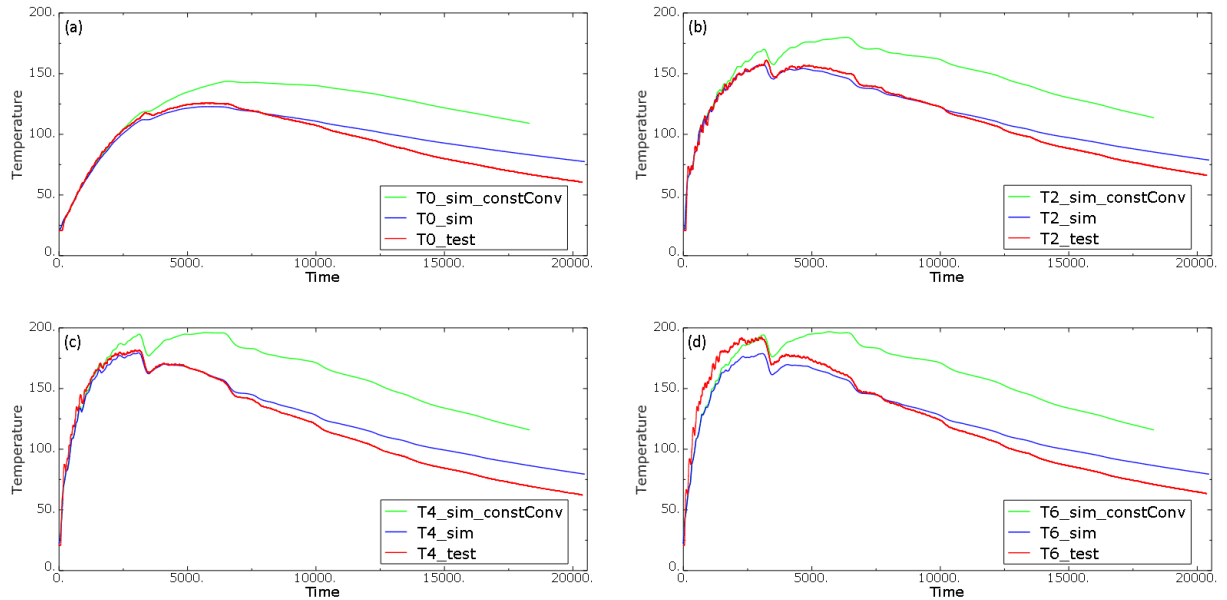 (a)
200.
150.
100.
50.
0.
Temperature
0. 5000. 10000. 15000. 20000.
Time
T0_sim_constConv
T0_sim
T0_test
(b)
200.
150.
100.
50.
0.
Temperature
0. 5000. 10000. 15000. 20000.
Time
T2_sim_constConv
T2_sim
T2_test
(c)
200.
150.
100.
50.
0.
Temperature
0. 5000. 10000. 15000. 20000.
Time
T4_sim_constConv
T4_sim
T4_test
(d)
200.
150.
100.
50.
0.
Temperature
0. 5000. 10000. 15000. 20000.
Time
T6_sim_constConv
T6_sim
T6_test